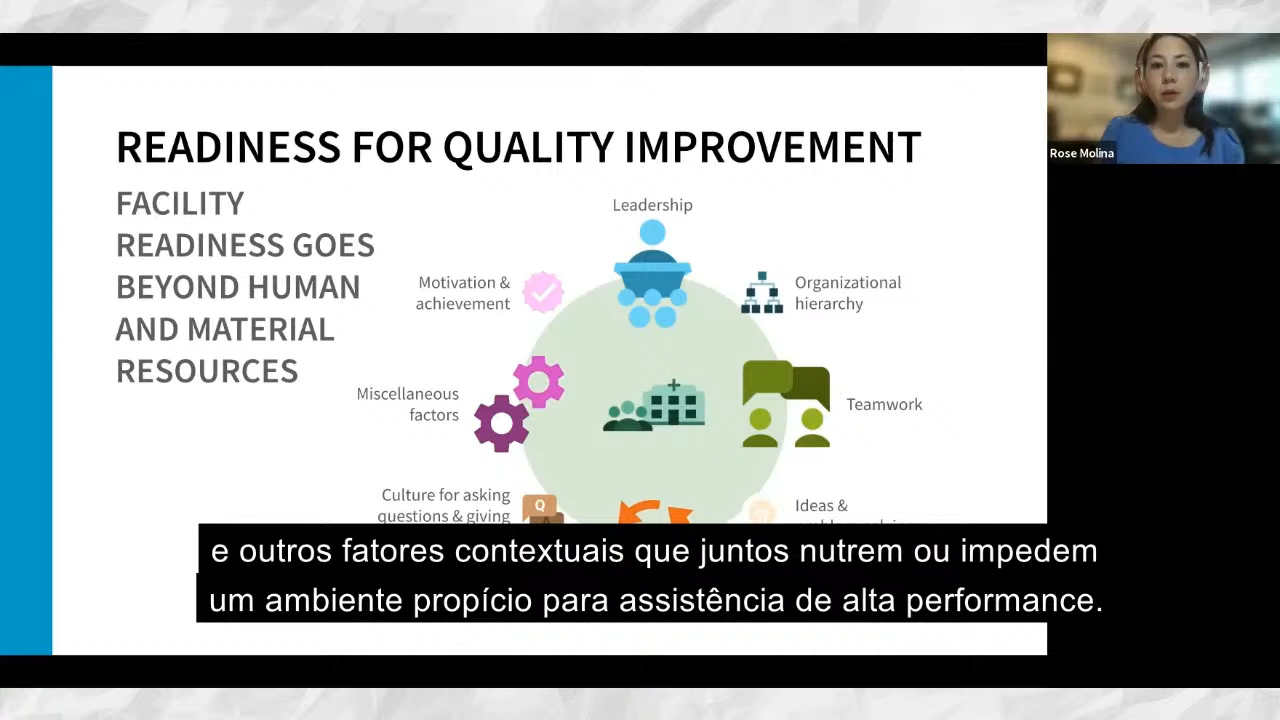 READINESS FOR QUALITY IMPROVEMENT
FACILITY
READINESS GOES
BEYOND HUMAN
AND MATERIAL
RESOURCES
Leadership
Motivation &
achievement
Organizational
hierarchy
Miscellaneous
factors
Teamwork
Culture for asking
questions & giving
Q
Ideas &
Rose Molina
e outros fatores contextuais que juntos nutrem ou impedem
um ambiente propício para assistência de alta performance.